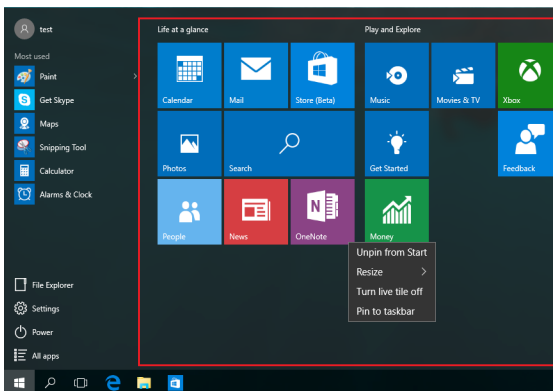 test
Most used
Paint
Get Skype
Maps
Snipping Tool
Calculator
Alarms & Clock
File Explorer
Settings
Power
All apps
Life at a glance
Play and Explore
Calendar
Mail
Store (Beta)
Music
Movies & TV
Xbox
Photos
Search
Get Started
Feedback
People
News
OneNote
Money
Unpin from Start
Resize
Turn live tile off
Pin to taskbar